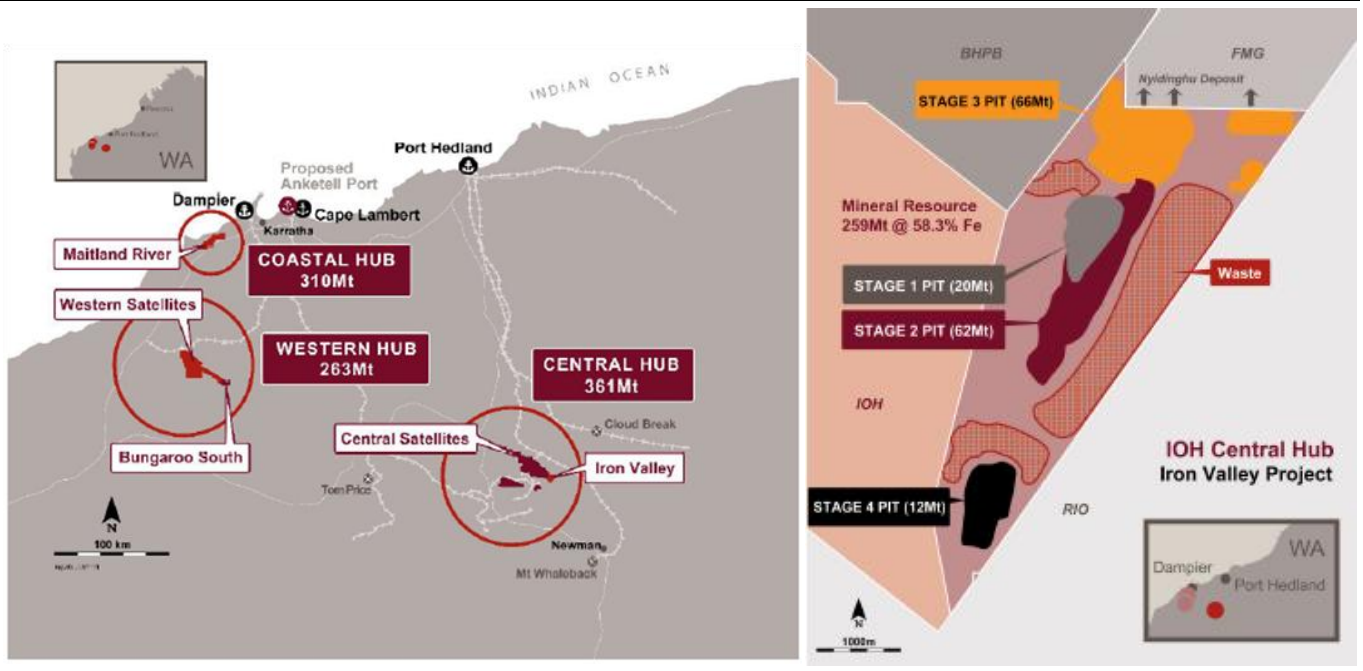 INDIAN OCEAN
Port Hedland
WA
Port Hedland
Proposed
Anketell Port
Dampier
Cape Lambert
Karratha
Maitland River
COASTAL HUB
310Mt
Western Satellites
WESTERN HUB
263Mt
CENTRAL HUB
361Mt
Cloud Break
Central Satellites
Iron Valley
Bungaroo South
Tom Price
N
100 km
Newman
Mt Whaleback
BHPB
FMG
Nyidinghu Deposit
STAGE 3 PIT (66Mt)
Mineral Resource
259Mt @ 58.3% Fe
STAGE 1 PIT (20Mt)
Waste
STAGE 2 PIT (62Mt)
IOH
IOH Central Hub
Iron Valley Project
STAGE 4 PIT (12Mt)
RIO
WA
Dampier
Port Hedland
N
1000m